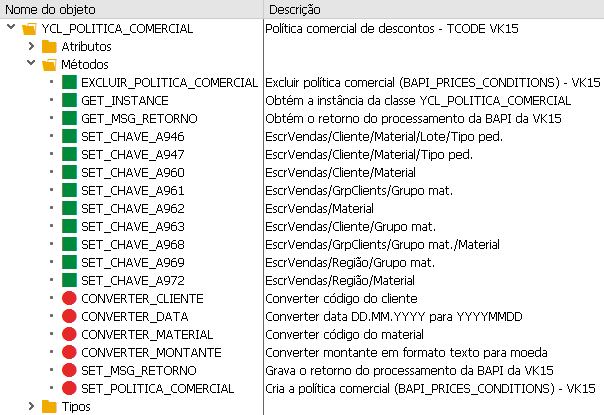 Nome do objeto Descrição
YCL_POLITICA_COMERCIAL Política comercial de descontos - TCODE VK15
Atributos
Métodos
EXCLUIR_POLITICA_COMERCIAL Excluir política comercial (BAPI_PRICES_CONDITIONS) - VK15
GET_INSTANCE Obtém a instância da classe YCL_POLITICA_COMERCIAL
GET_MSG_RETORNO Obtém o retorno do processamento da BAPI da VK15
SET_CHAVE_A946 EscrVendas/Cliente/Material/Lote/Tipo ped.
SET_CHAVE_A947 EscrVendas/Cliente/Material/Tipo ped.
SET_CHAVE_A960 EscrVendas/Cliente/Material
SET_CHAVE_A961 EscrVendas/GrpClients/Grupo mat.
SET_CHAVE_A962 EscrVendas/Material
SET_CHAVE_A963 EscrVendas/Cliente/Grupo mat.
SET_CHAVE_A968 EscrVendas/GrpClients/Grupo mat./Material
SET_CHAVE_A969 EscrVendas/Região/Grupo mat.
SET_CHAVE_A972 EscrVendas/Região/Material
CONVERTER_CLIENTE Converter código do cliente
CONVERTER_DATA Converter data DD.MM.YYYY para YYYYMMDD
CONVERTER_MATERIAL Converter código do material
CONVERTER_MONTANTE Converter montante em formato texto para moeda
SET_MSG_RETORNO Grava o retorno do processamento da BAPI da VK15
SET_POLITICA_COMERCIAL Cria a política comercial (BAPI_PRICES_CONDITIONS) - VK15
Tipos